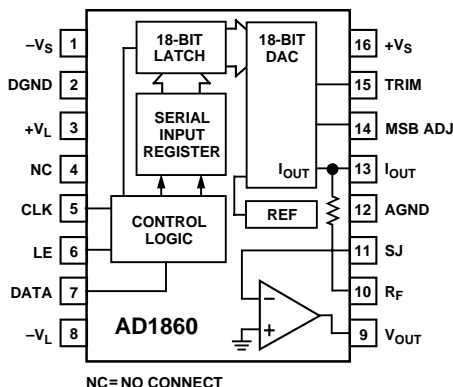 –VS 1
DGND 2
+VL 3
NC 4
CLK 5
LE 6
DATA 7
–VL 8
18-BIT
LATCH
SERIAL
INPUT
REGISTER
CONTROL
LOGIC
18-BIT
DAC
IOUT
REF
–
+
AD1860
16 +VS
15 TRIM
14 MSB ADJ
13 IOUT
12 AGND
11 SJ
10 RF
9 VOUT
NC= NO CONNECT